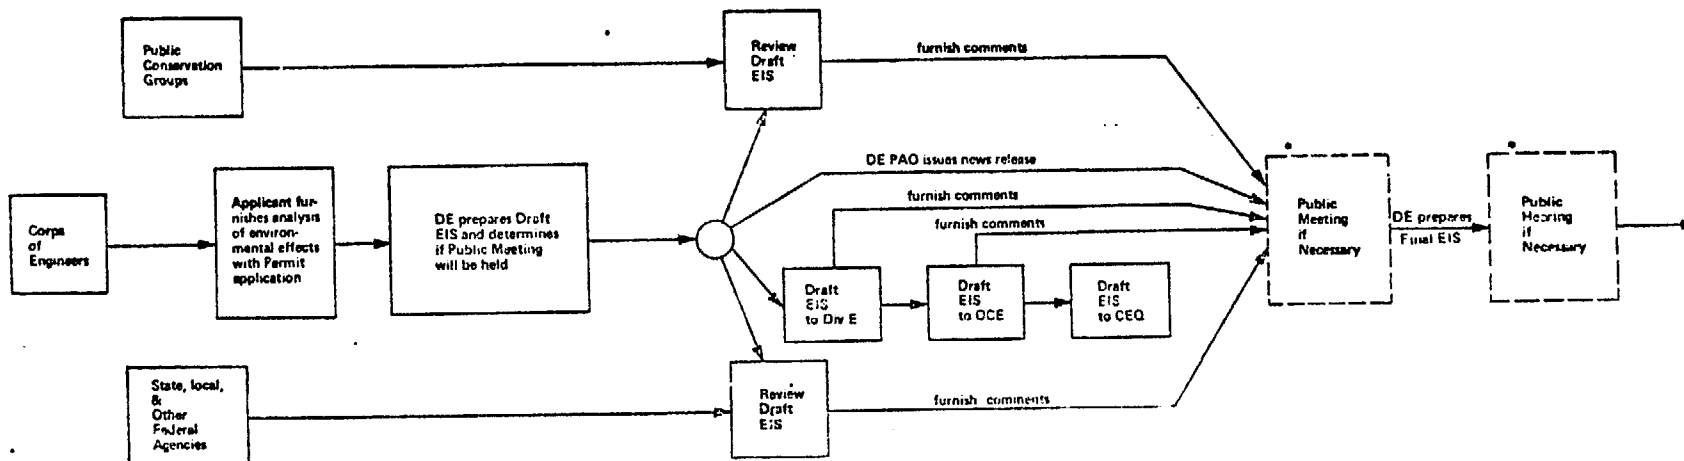 Public
Conservation
Groups
Review
Draft
EIS
furnish comments
Corps
of
Engineers
Applicant fur-
nishes analysis
of environ-
mental effects
with Permit
application
DE prepares Draft
EIS and determines
if Public Meeting
will be held
DE PAO issues news release
furnish comments
furnish comments
Draft
EIS
to Div E
Draft
EIS
to OCE
Draft
EIS
to CEQ
Public
Meeting
if
Necessary
DE prepares
Final EIS
Public
Hearing
if
Necessary
State, local,
&
Other
Federal
Agencies
Review
Draft
EIS
furnish comments